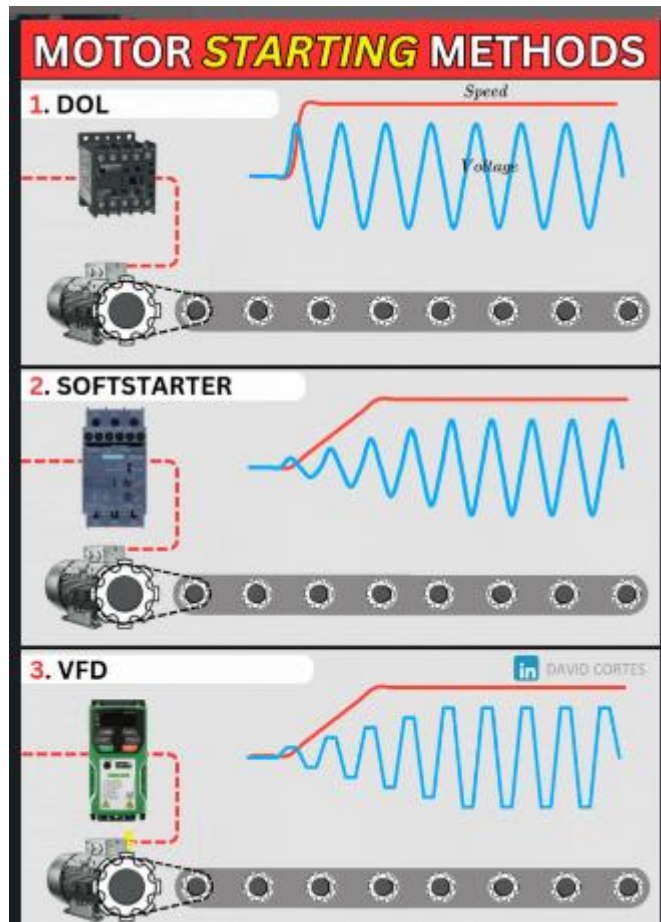 MOTOR STARTING METHODS
1. DOL
Speed
Voltage
2. SOFTSTARTER
3. VFD
in DAVID CORTES